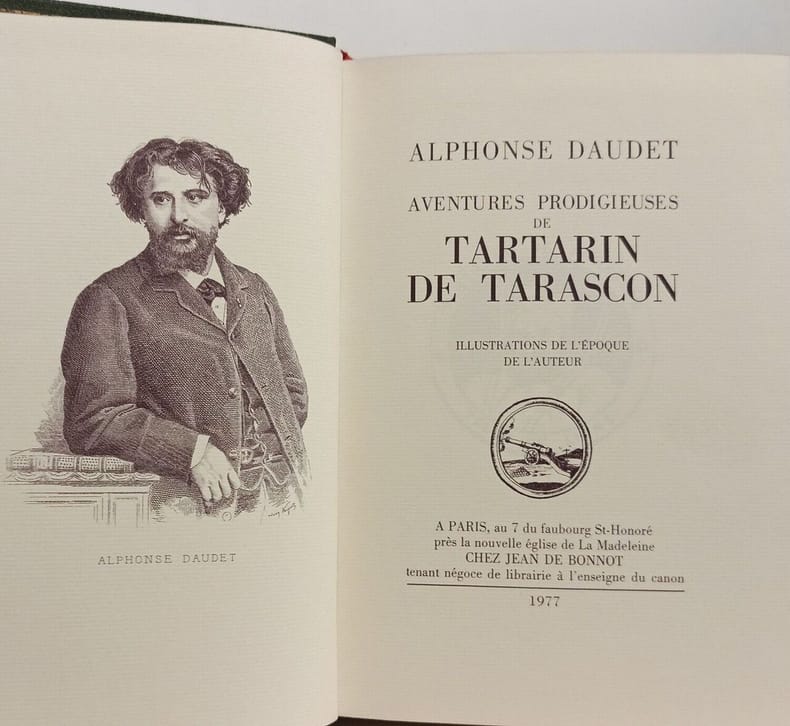 ALPHONSE DAUDET
ALPHONSE DAUDET
AVENTURES PRODIGIEUSES
DE
TARTARIN
DE TARASCON
ILLUSTRATIONS DE L'ÉPOQUE
DE L'AUTEUR
A PARIS, au 7 du faubourg St-Honoré
près la nouvelle église de La Madeleine
CHEZ JEAN DE BONNOT
tenant négoce de librairie à l'enseigne du canon
1977